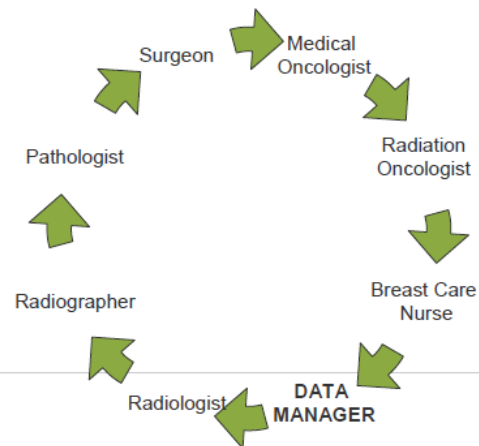 Surgeon
Medical
Oncologist
Radiation
Oncologist
Breast Care
Nurse
DATA
MANAGER
Radiologist
Radiographer
Pathologist